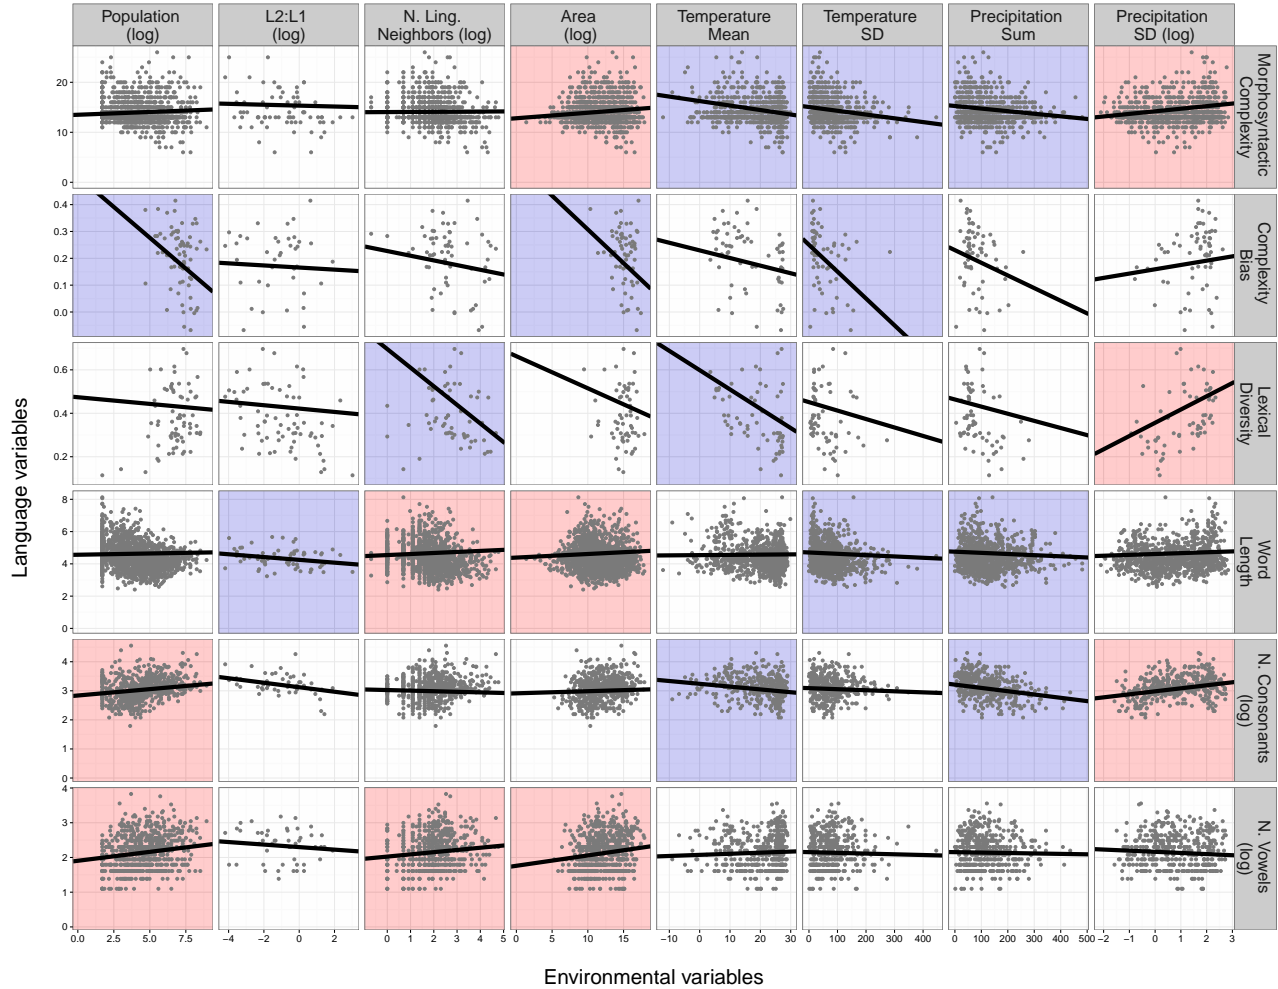 Population
(log)
L2:L1
(log)
N. Ling.
Neighbors (log)
Area
(log)
Temperature
Mean
Temperature
SD
Precipitation
Sum
Precipitation
SD (log)
20
10
0
Morphosyntactic
Complexity
0.4
0.3
0.2
0.1
0.0
Complexity
Bias
0.6
0.4
0.2
Lexical
Diversity
8
6
4
2
0
Word
Length
4
3
2
1
0
N. Consonants
(log)
4
3
2
1
0
N. Vowels
(log)
0.0 2.5 5.0 7.5
−4 −2 0 2
0 1 2 3 4 5
0 5 10 15
−10 0 10 20 30
0 100 200 300 400
0 100 200 300 400 500
−2 −1 0 1 2 3
Language variables
Environmental variables